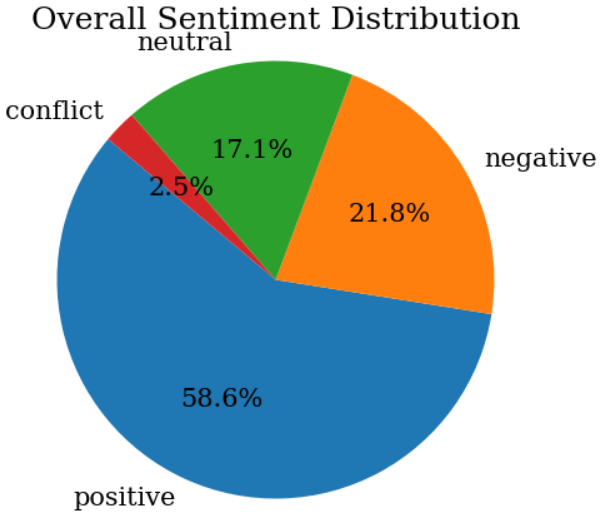 Overall Sentiment Distribution
neutral
conflict
17.1%
negative
2.5%
21.8%
58.6%
positive